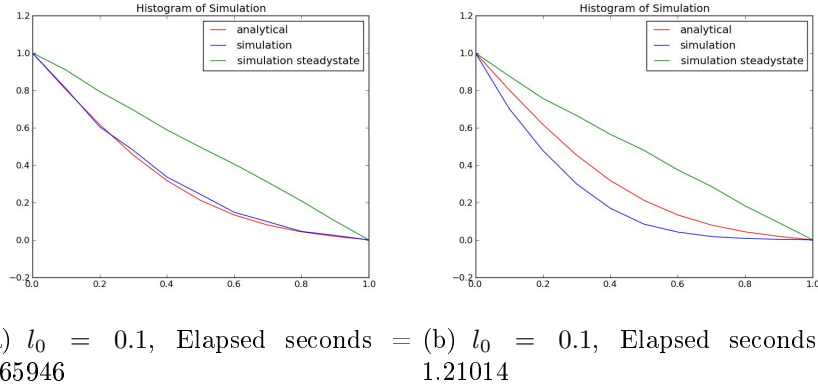 Histogram of Simulation
1.2
1.0
0.8
0.6
0.4
0.2
0.0
−0.2
0.0 0.2 0.4 0.6 0.8 1.0
analytical
simulation
simulation steadystate
Histogram of Simulation
1.2
1.0
0.8
0.6
0.4
0.2
0.0
−0.2
0.0 0.2 0.4 0.6 0.8 1.0
analytical
simulation
simulation steadystate
) l₀ = 0.1, Elapsed seconds =
65946
(b) l₀ = 0.1, Elapsed seconds
1.21014